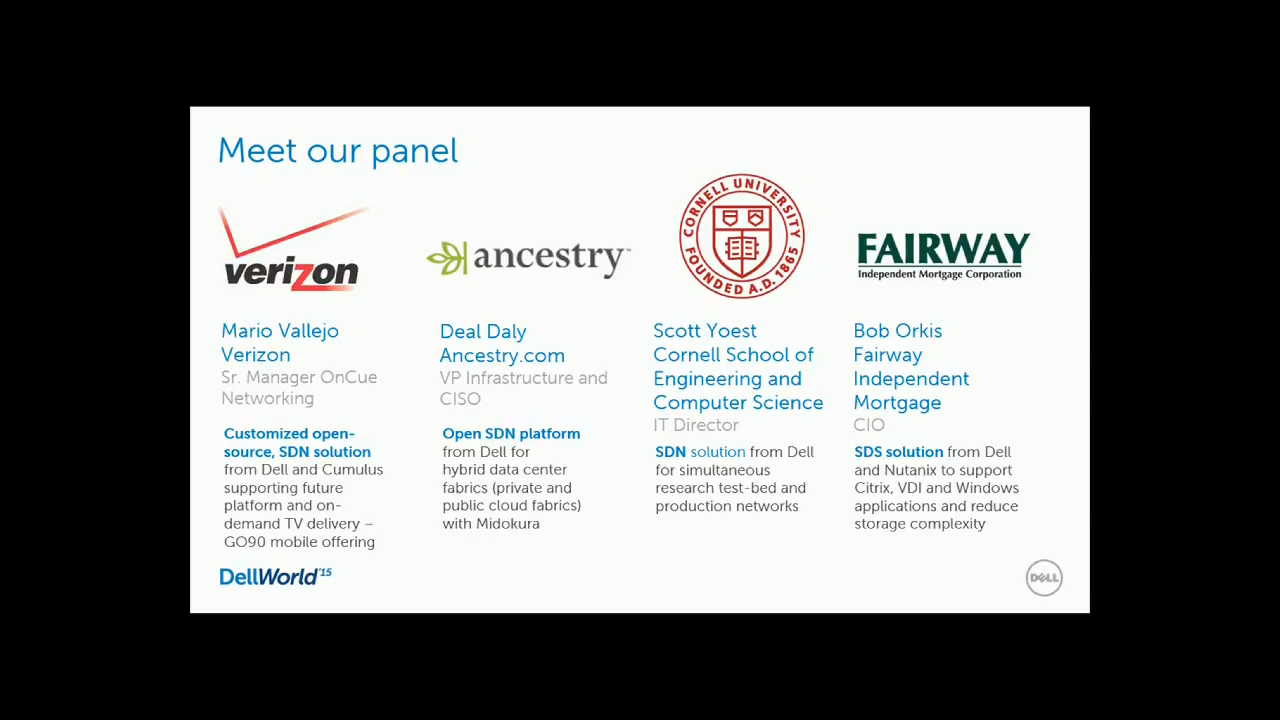 Meet our panel
verizon
ancestry™
CORNELL UNIVERSITY
FOUNDED A.D. 1865
FAIRWAY
Independent Mortgage Corporation
Mario Vallejo
Verizon
Sr. Manager OnCue
Networking
Customized open-
source, SDN solution
from Dell and Cumulus
supporting future
platform and on-
demand TV delivery –
GO90 mobile offering
Deal Daly
Ancestry.com
VP Infrastructure and
CISO
Open SDN platform
from Dell for
hybrid data center
fabrics (private and
public cloud fabrics)
with Midokura
Scott Yoest
Cornell School of
Engineering and
Computer Science
IT Director
SDN solution from Dell
for simultaneous
research test-bed and
production networks
Bob Orkis
Fairway
Independent
Mortgage
CIO
SDS solution from Dell
and Nutanix to support
Citrix, VDI and Windows
applications and reduce
storage complexity
DellWorld'15
DELL